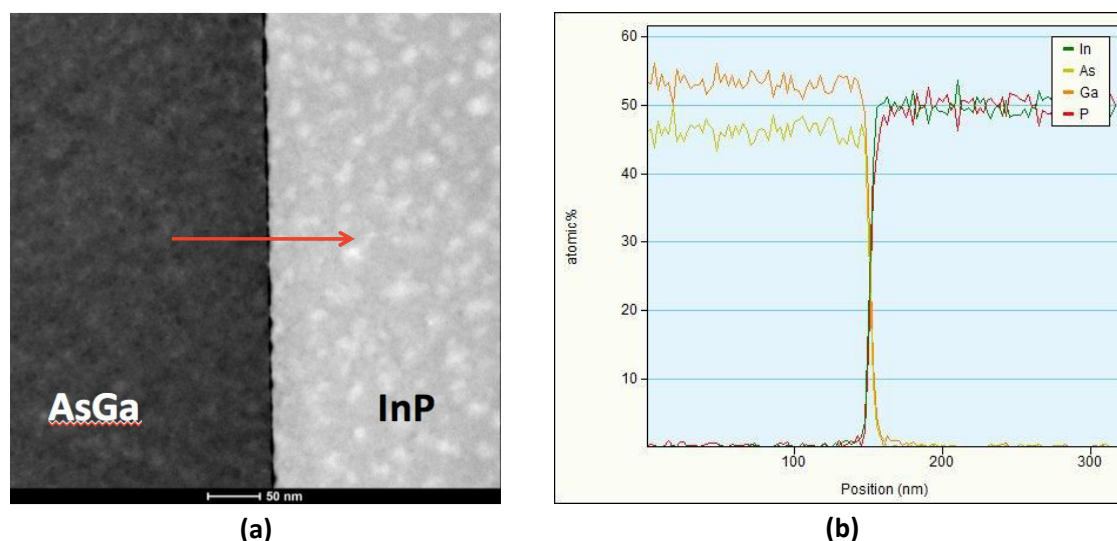 AsGa
InP
50 nm
(a)
60
50
40
30
20
10
atomic%
100
200
300
Position (nm)
In
As
Ga
P
(b)